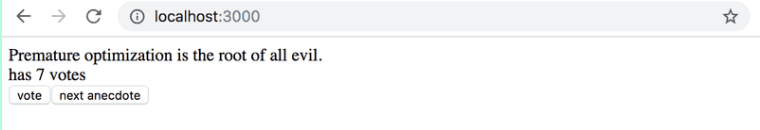 localhost:3000
Premature optimization is the root of all evil.
has 7 votes
vote next anecdote